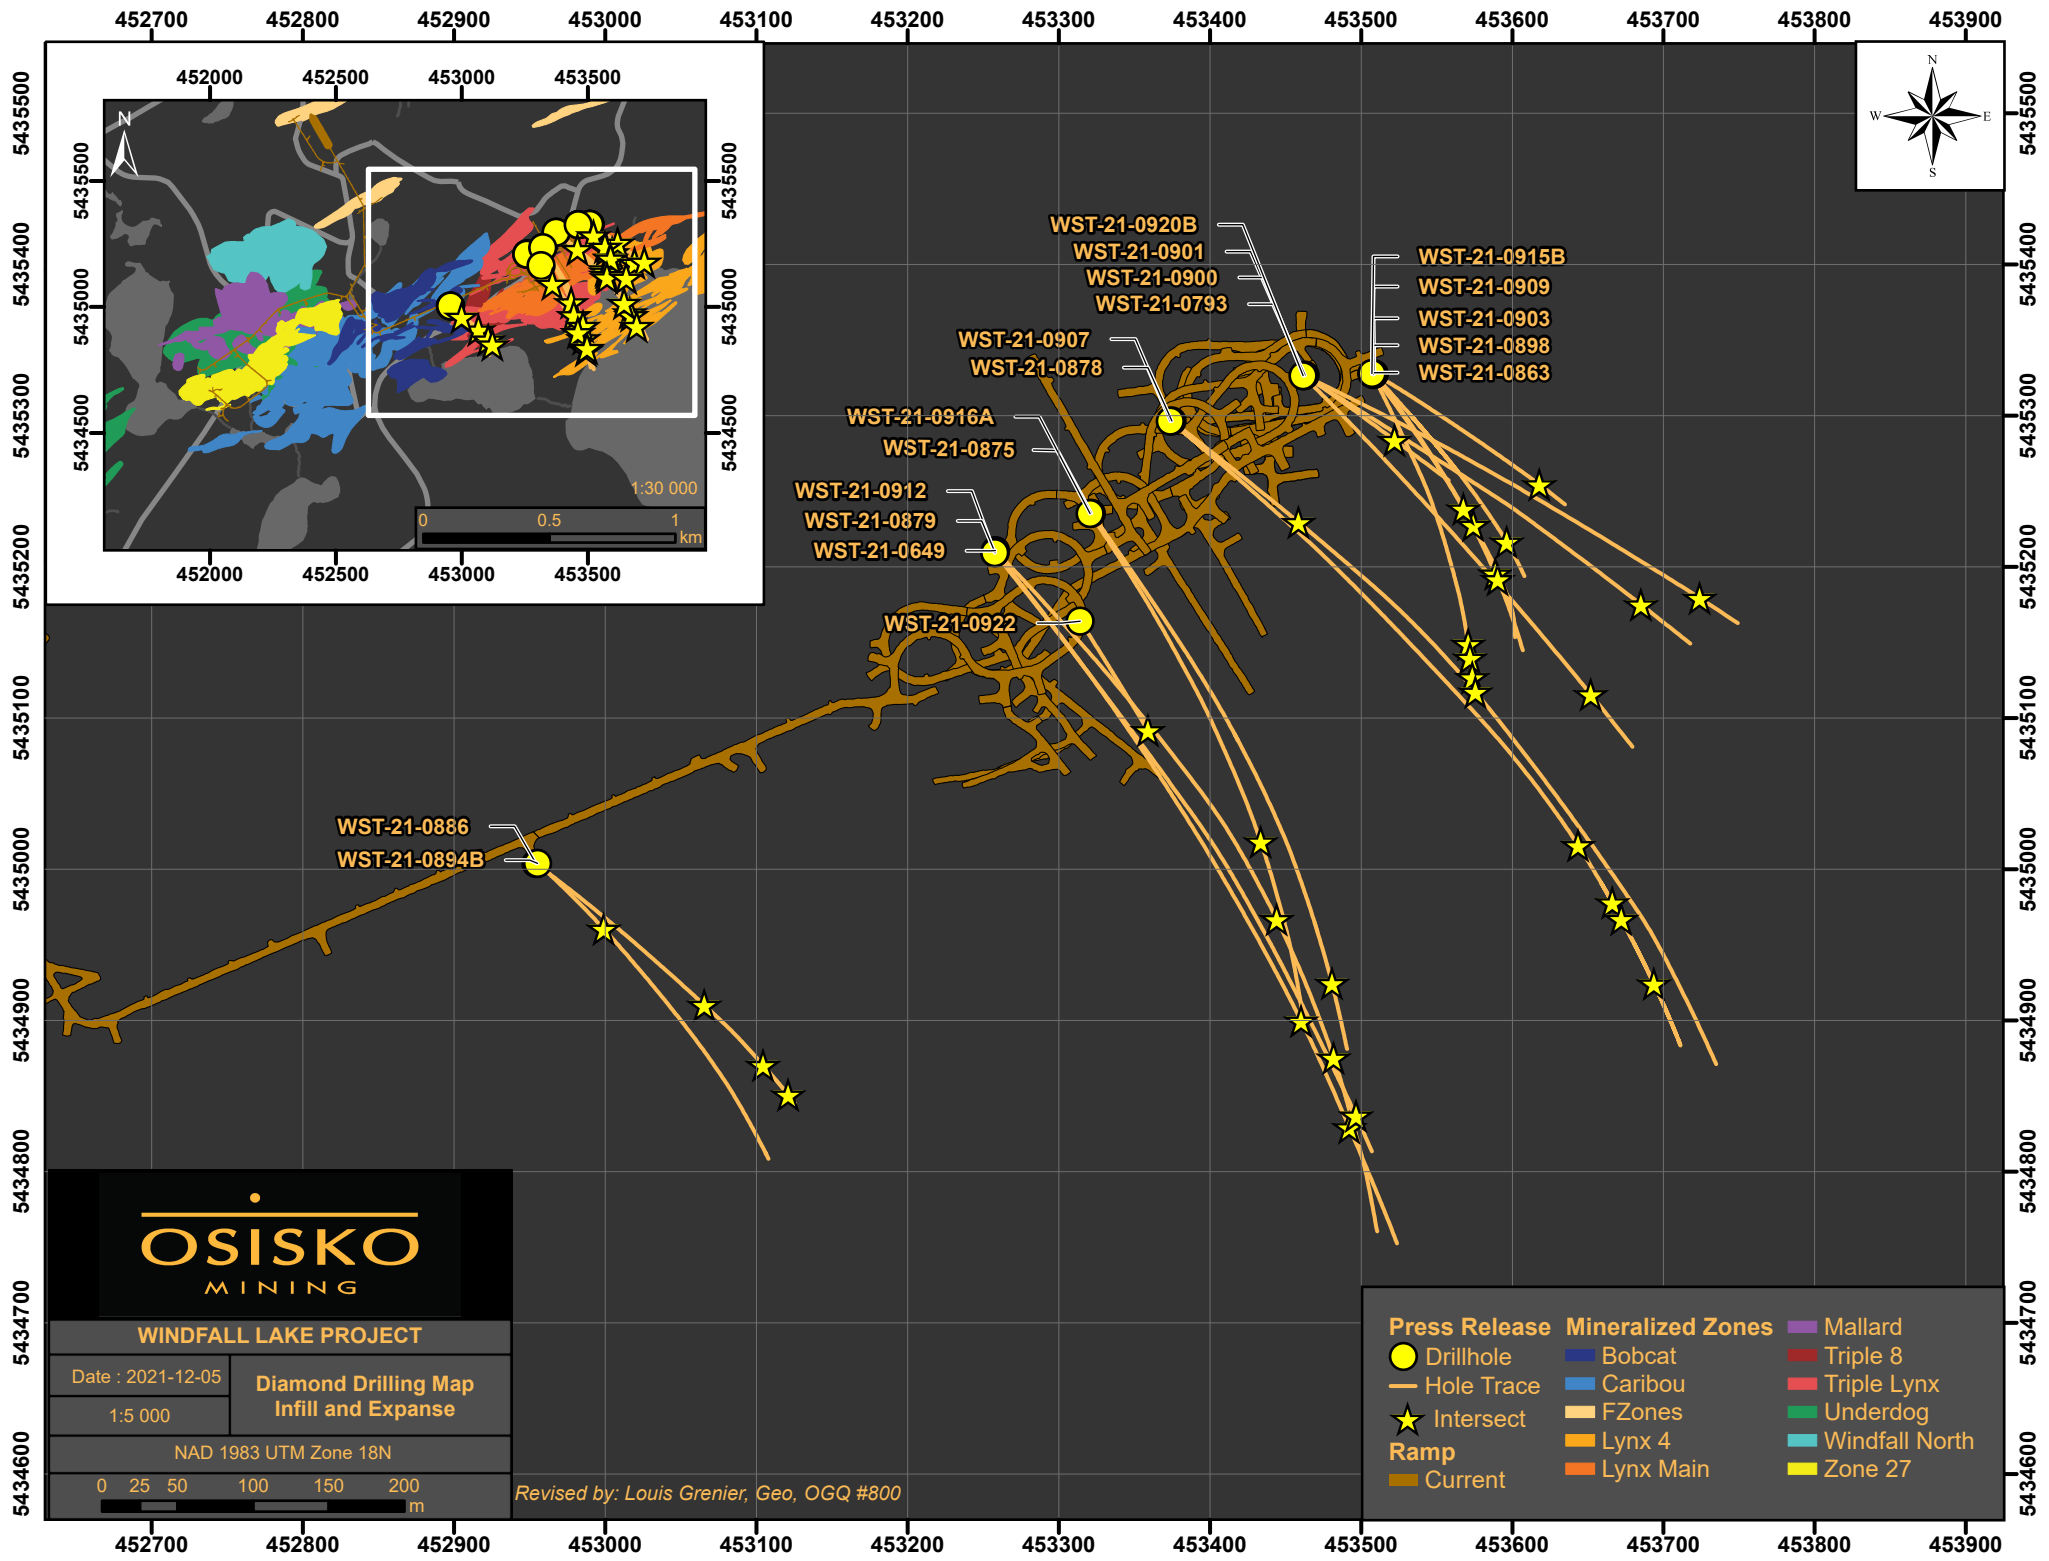 452700 452800 452900 453000 453100 453200 453300 453400 453500 453600 453700 453800 453900
5435500
5435400
5435300
5435200
5435100
5435000
5434900
5434800
5434700
5434600
452000 452500 453000 453500
N
5435500
5435000
5434500
5435500
5435000
5434500
1:30 000
0 0.5 1
km
452000 452500 453000 453500
N
W E
S
WST-21-0920B
WST-21-0901
WST-21-0900
WST-21-0793
WST-21-0915B
WST-21-0909
WST-21-0903
WST-21-0898
WST-21-0863
WST-21-0907
WST-21-0878
WST-21-0916A
WST-21-0875
WST-21-0912
WST-21-0879
WST-21-0649
WST-21-0922
WST-21-0886
WST-21-0894B
OSISKO
MINING
WINDFALL LAKE PROJECT
Date : 2021-12-05
1:5 000
Diamond Drilling Map
Infill and Expanse
NAD 1983 UTM Zone 18N
0 25 50 100 150 200
m
Revised by: Louis Grenier, Geo, OGQ #800
Press Release
Drillhole
Hole Trace
Intersect
Ramp
Current
Mineralized Zones
Bobcat
Caribou
FZones
Lynx 4
Lynx Main
Mallard
Triple 8
Triple Lynx
Underdog
Windfall North
Zone 27
5435500
5435400
5435300
5435200
5435100
5435000
5434900
5434800
5434700
5434600
452700 452800 452900 453000 453100 453200 453300 453400 453500 453600 453700 453800 453900